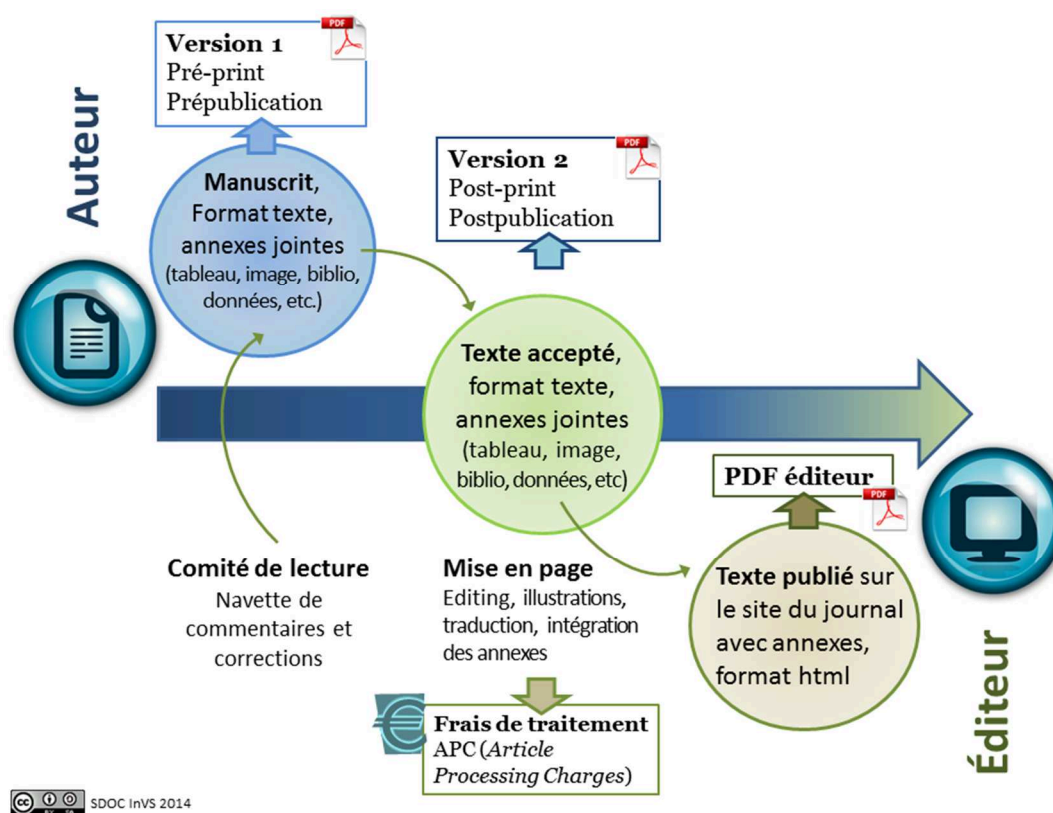 Auteur
PDF
Version 1
Pré-print
Prépublication
Manuscrit,
Format texte,
annexes jointes
(tableau, image, biblio,
données, etc.)
PDF
Version 2
Post-print
Postpublication
Texte accepté,
format texte,
annexes jointes
(tableau, image,
biblio, données, etc)
Comité de lecture
Navette de
commentaires et
corrections
Mise en page
Editing, illustrations,
traduction, intégration
des annexes
Frais de traitement
APC (Article
Processing Charges)
PDF éditeur
PDF
Texte publié sur
le site du journal
avec annexes,
format html
Éditeur
cc
SDOC InVS 2014